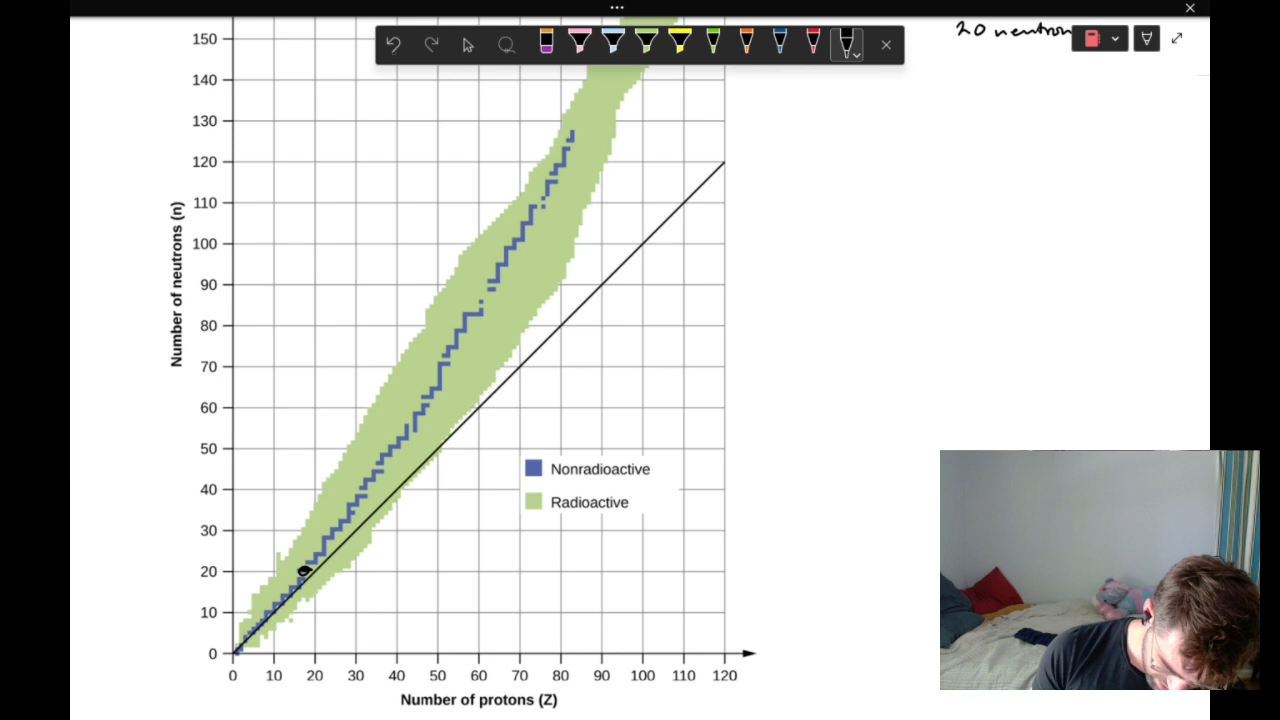 20 neutron
150
140
130
120
110
100
90
80
70
60
50
40
30
20
10
0
Number of neutrons (n)
Nonradioactive
Radioactive
0 10 20 30 40 50 60 70 80 90 100 110 120
Number of protons (Z)